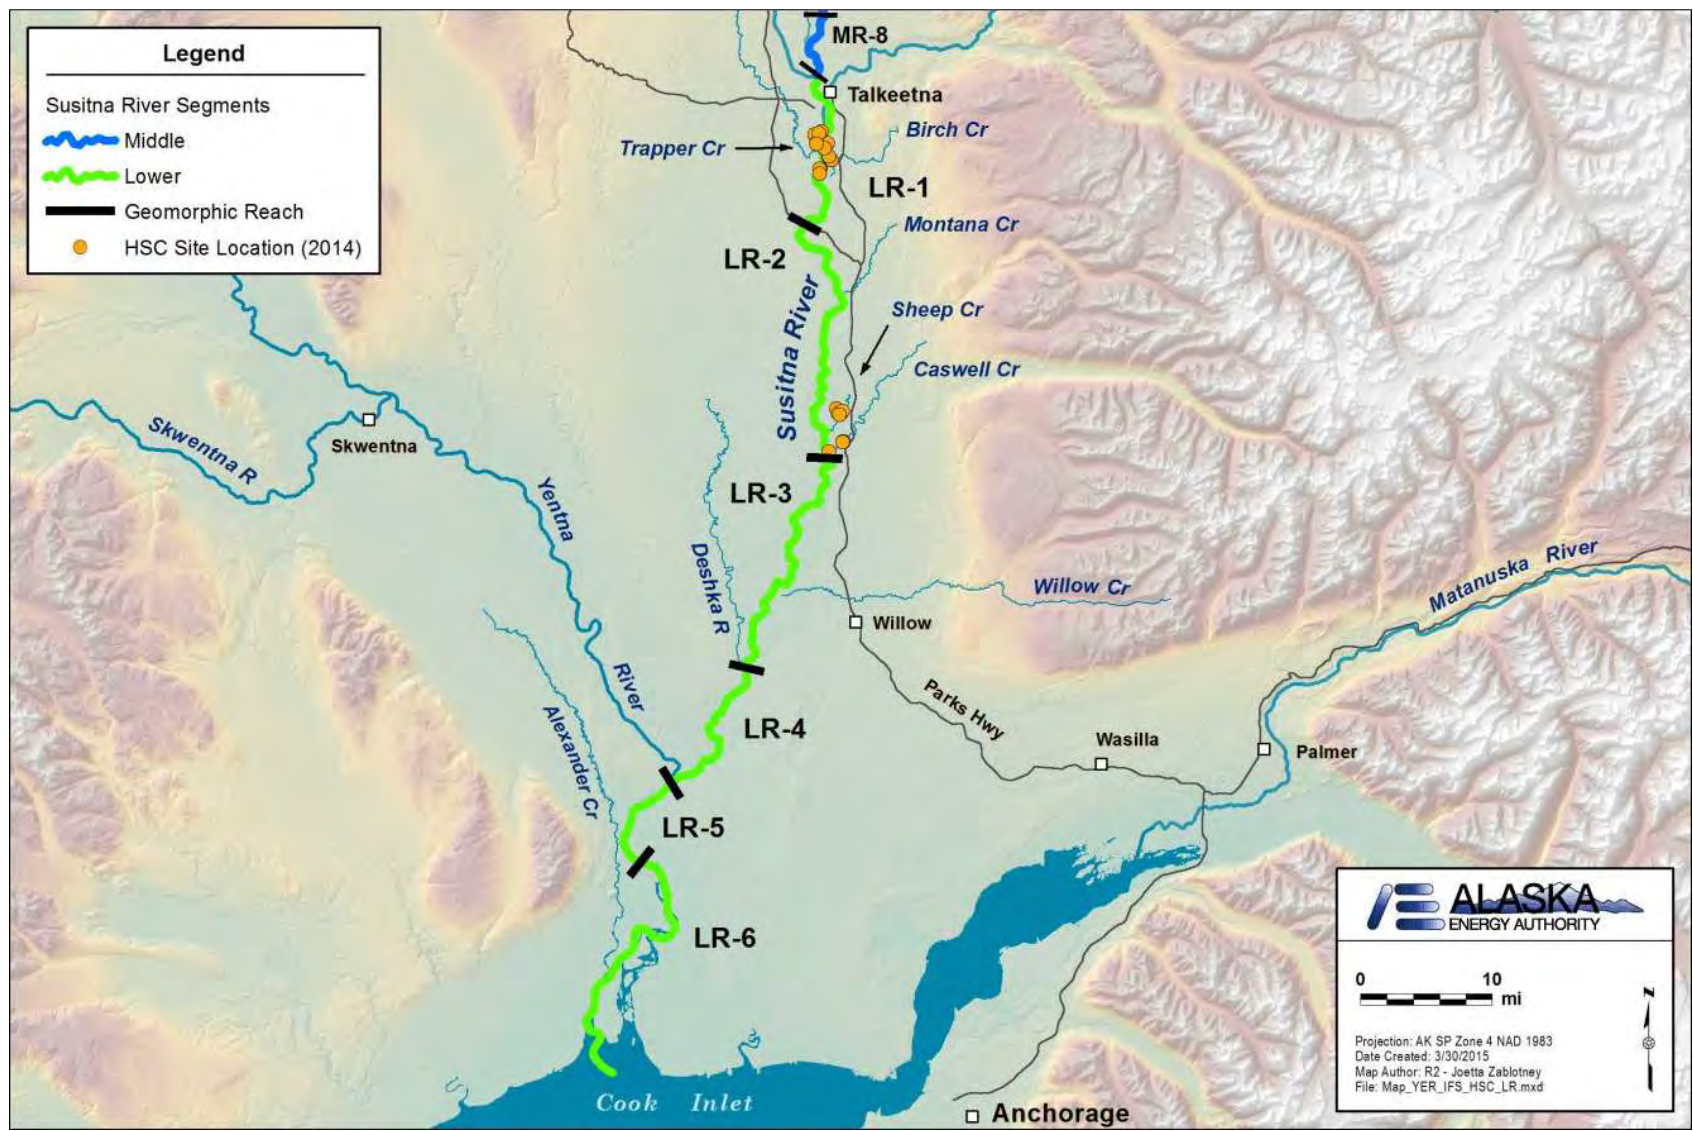 Legend
Susitna River Segments
Middle
Lower
Geomorphic Reach
HSC Site Location (2014)
MR-8
Talkeetna
Birch Cr
Trapper Cr
LR-1
Montana Cr
LR-2
Susitna River
Sheep Cr
Caswell Cr
Skwentna R
Skwentna
Yentna
River
LR-3
Deshka R
Willow Cr
Willow
Matanuska River
Parks Hwy
Wasilla
Palmer
LR-4
Alexander Cr
LR-5
LR-6
Cook Inlet
Anchorage
ALASKA
ENERGY AUTHORITY
0 10
mi
N
Projection: AK SP Zone 4 NAD 1983
Date Created: 3/30/2015
Map Author: R2 - Joetta Zablotney
File: Map_YER_IFS_HSC_LR.mxd